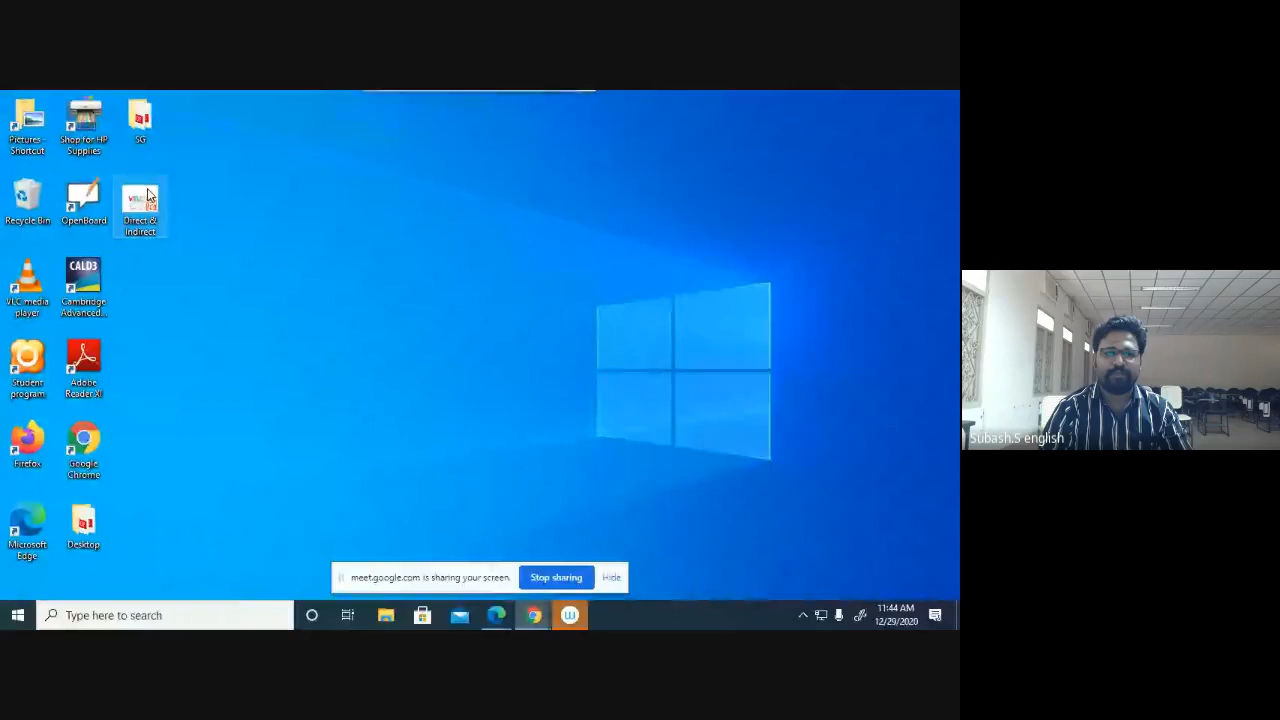 Pictures -
Shortcut
Shop for HP
Supplies
SG
Recycle Bin
OpenBoard
Direct &
Indirect
VLC media
player
CALD3
Cambridge
Advanced...
Student
program
Adobe
Reader XI
Firefox
Google
Chrome
Microsoft
Edge
Desktop
meet.google.com is sharing your screen.
Stop sharing
Hide
Type here to search
11:44 AM
12/29/2020
Subash.S english